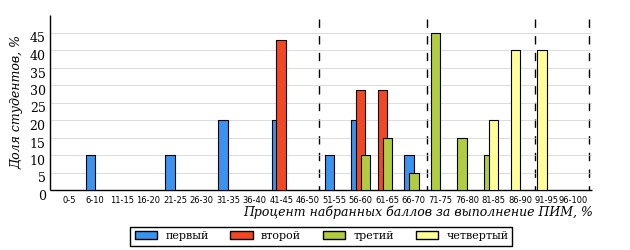 Доля студентов, %
45
40
35
30
25
20
15
10
5
0
0-5 6-10 11-15 16-20 21-25 26-30 31-35 36-40 41-45 46-50 51-55 56-60 61-65 66-70 71-75 76-80 81-85 86-90 91-95 96-100
Процент набранных баллов за выполнение ПИМ, %
первый второй третий четвертый